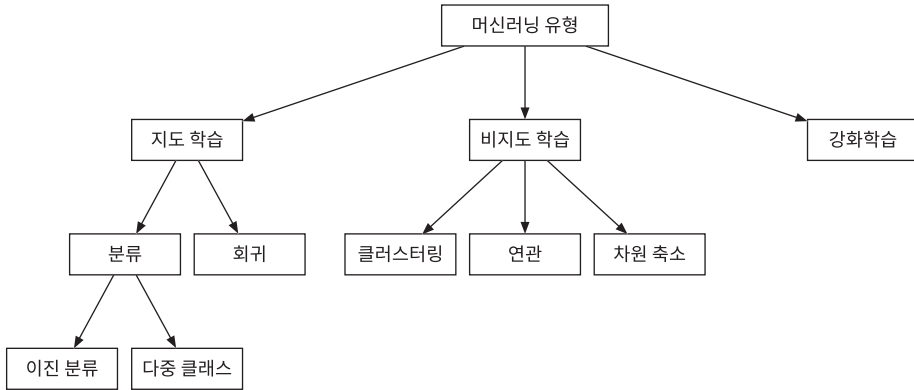 머신러닝 유형
지도 학습
비지도 학습
강화학습
분류
회귀
클러스터링
연관
차원 축소
이진 분류
다중 클래스